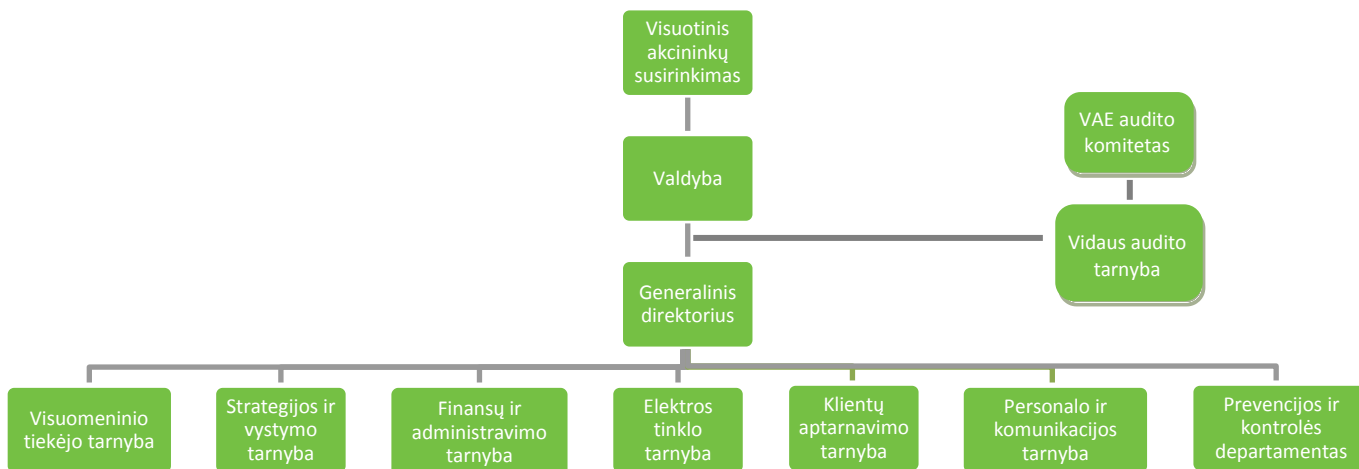 Visuotinis
akcininkų
susirinkimas
VAE audito
komitetas
Valdyba
Vidaus audito
tarnyba
Generalinis
direktorius
Visuomeninio
tiekėjo tarnyba
Strategijos ir
vystymo
tarnyba
Finansų ir
administravimo
tarnyba
Elektros
tinklo
tarnyba
Klientų
aptarnavimo
tarnyba
Personalo ir
komunikacijos
tarnyba
Prevencijos ir
kontrolės
departamentas